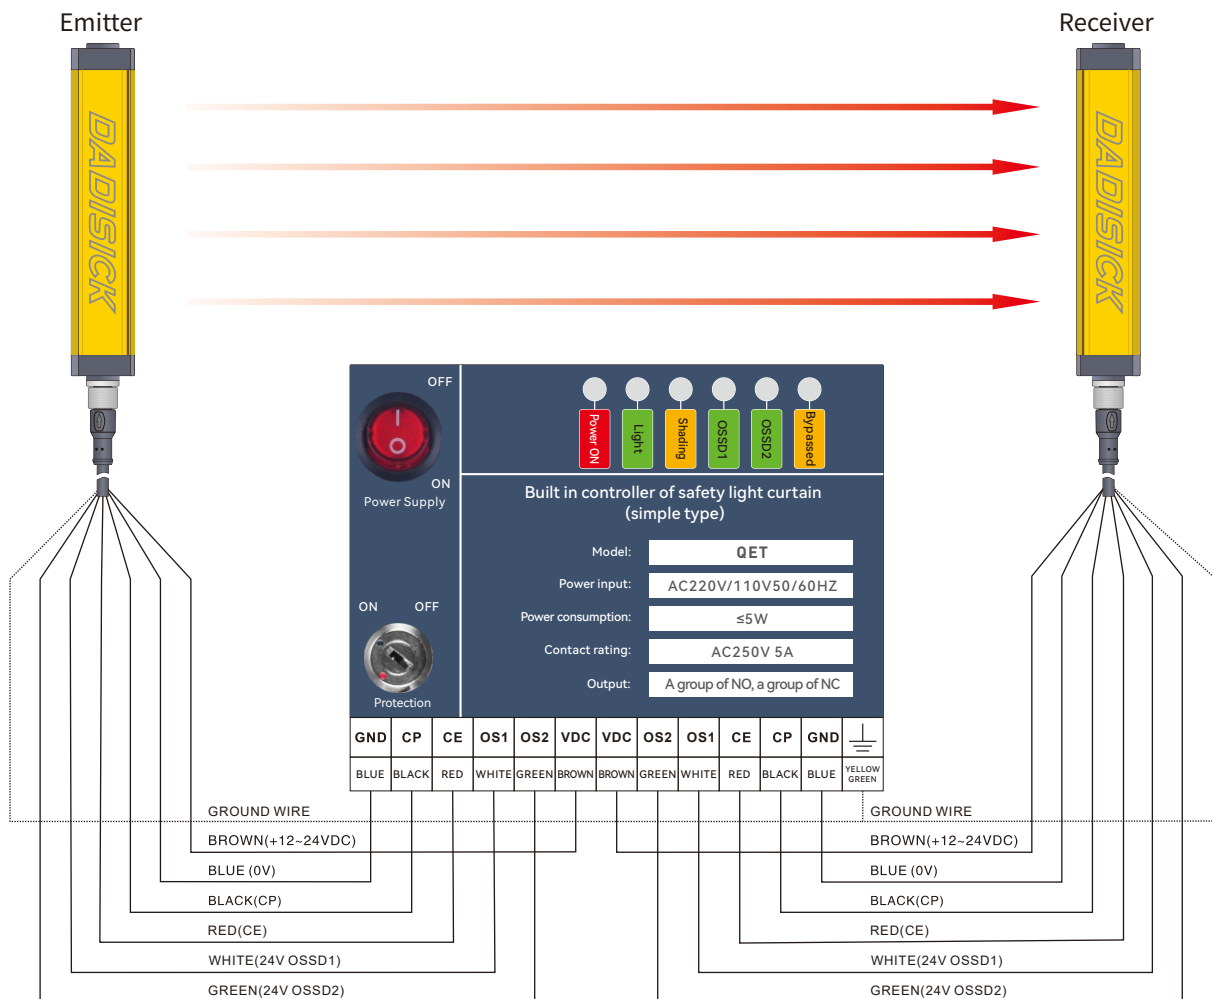 Emitter
Receiver
DADISICK
DADISICK
OFF
ON
Power Supply
ON
OFF
Protection
Power ON
Light
Shading
OSSD1
OSSD2
Bypassed
Built in controller of safety light curtain
(simple type)
Model: QET
Power input: AC220V/110V50/60HZ
Power consumption: ≤5W
Contact rating: AC250V 5A
Output: A group of NO, a group of NC
GND CP CE OS1 OS2 VDC VDC OS2 OS1 CE CP GND
BLUE BLACK RED WHITE GREEN BROWN BROWN GREEN WHITE RED BLACK BLUE YELLOW
GREEN
GROUND WIRE
BROWN(+12~24VDC)
BLUE (0V)
BLACK(CP)
RED(CE)
WHITE(24V OSSD1)
GREEN(24V OSSD2)
GROUND WIRE
BROWN(+12~24VDC)
BLUE (0V)
BLACK(CP)
RED(CE)
WHITE(24V OSSD1)
GREEN(24V OSSD2)